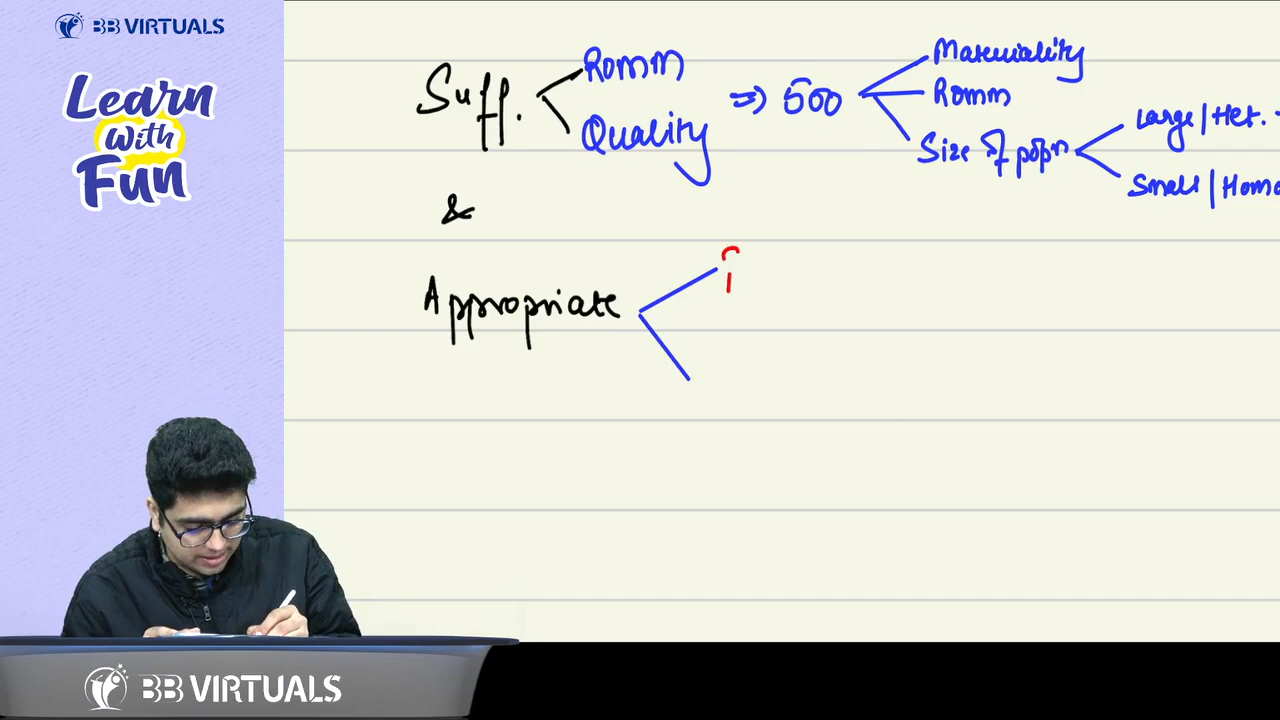 BB VIRTUALS
Learn
With
Fun
Suff.
Romm
Quality
=> 500
Materiality
Romm
Size of popn
Large/Het.
Small/Homo
&
Appropriate
BB VIRTUALS